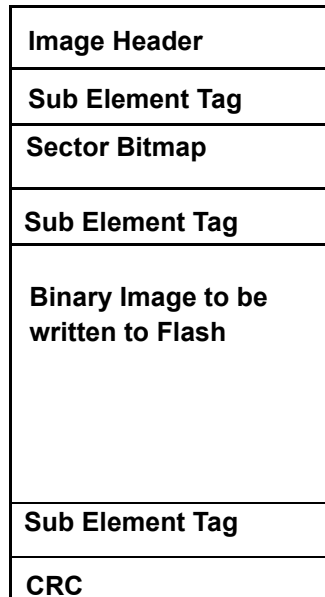 Image Header
Sub Element Tag
Sector Bitmap
Sub Element Tag
Binary Image to be
written to Flash
Sub Element Tag
CRC